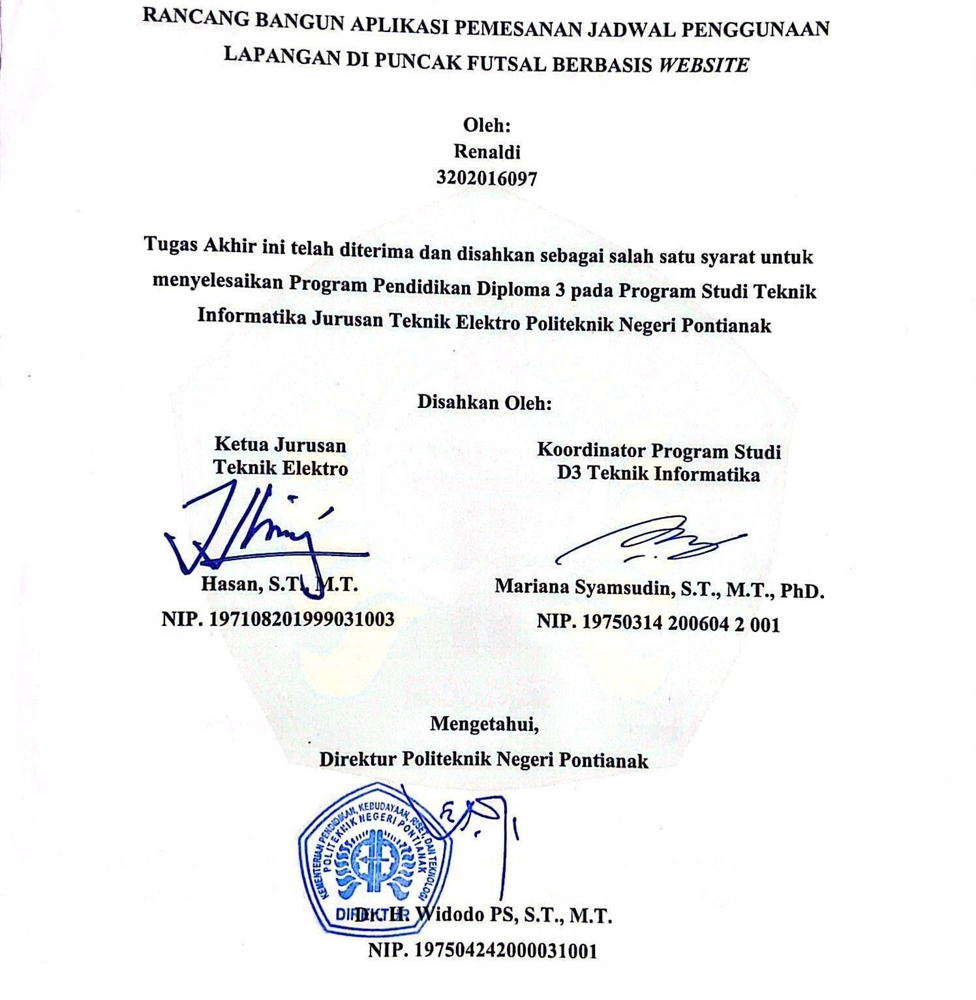 RANCANG BANGUN APLIKASI PEMESANAN JADWAL PENGGUNAAN
LAPANGAN DI PUNCAK FUTSAL BERBASIS WEBSITE
Oleh:
Renaldi
3202016097
Tugas Akhir ini telah diterima dan disahkan sebagai salah satu syarat untuk
menyelesaikan Program Pendidikan Diploma 3 pada Program Studi Teknik
Informatika Jurusan Teknik Elektro Politeknik Negeri Pontianak
Disahkan Oleh:
Ketua Jurusan
Teknik Elektro
Hasan, S.T., M.T.
NIP. 197108201999031003
Koordinator Program Studi
D3 Teknik Informatika
Mariana Syamsudin, S.T., M.T., PhD.
NIP. 19750314 200604 2 001
Mengetahui,
Direktur Politeknik Negeri Pontianak
KEMENTERIAN PENDIDIKAN, KEBUDAYAAN, RISET, DAN TEKNOLOGI
POLITEKNIK NEGERI PONTIANAK
DIREKTUR
Dr. H. Widodo PS, S.T., M.T.
NIP. 197504242000031001